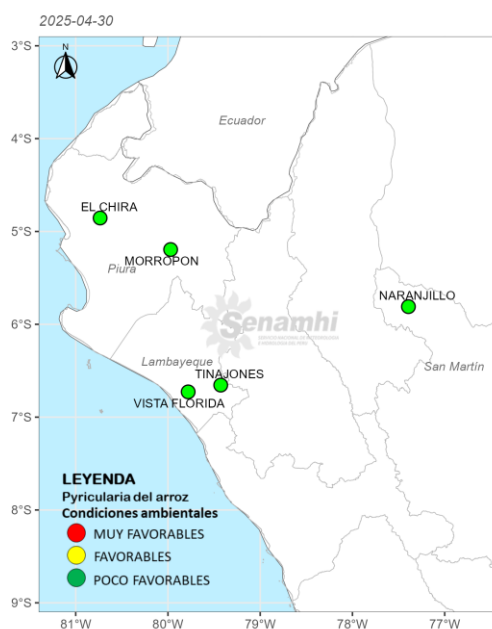 2025-04-30
3°S
N
Ecuador
4°S
EL CHIRA
5°S
MORROPON
Piura
NARANJILLO
6°S
Senamhi
Lambayeque
TINAJONES
San Martín
VISTA FLORIDA
7°S
LEYENDA
Pyricularia del arroz
Condiciones ambientales
8°S
MUY FAVORABLES
FAVORABLES
POCO FAVORABLES
9°S
81°W 80°W 79°W 78°W 77°W